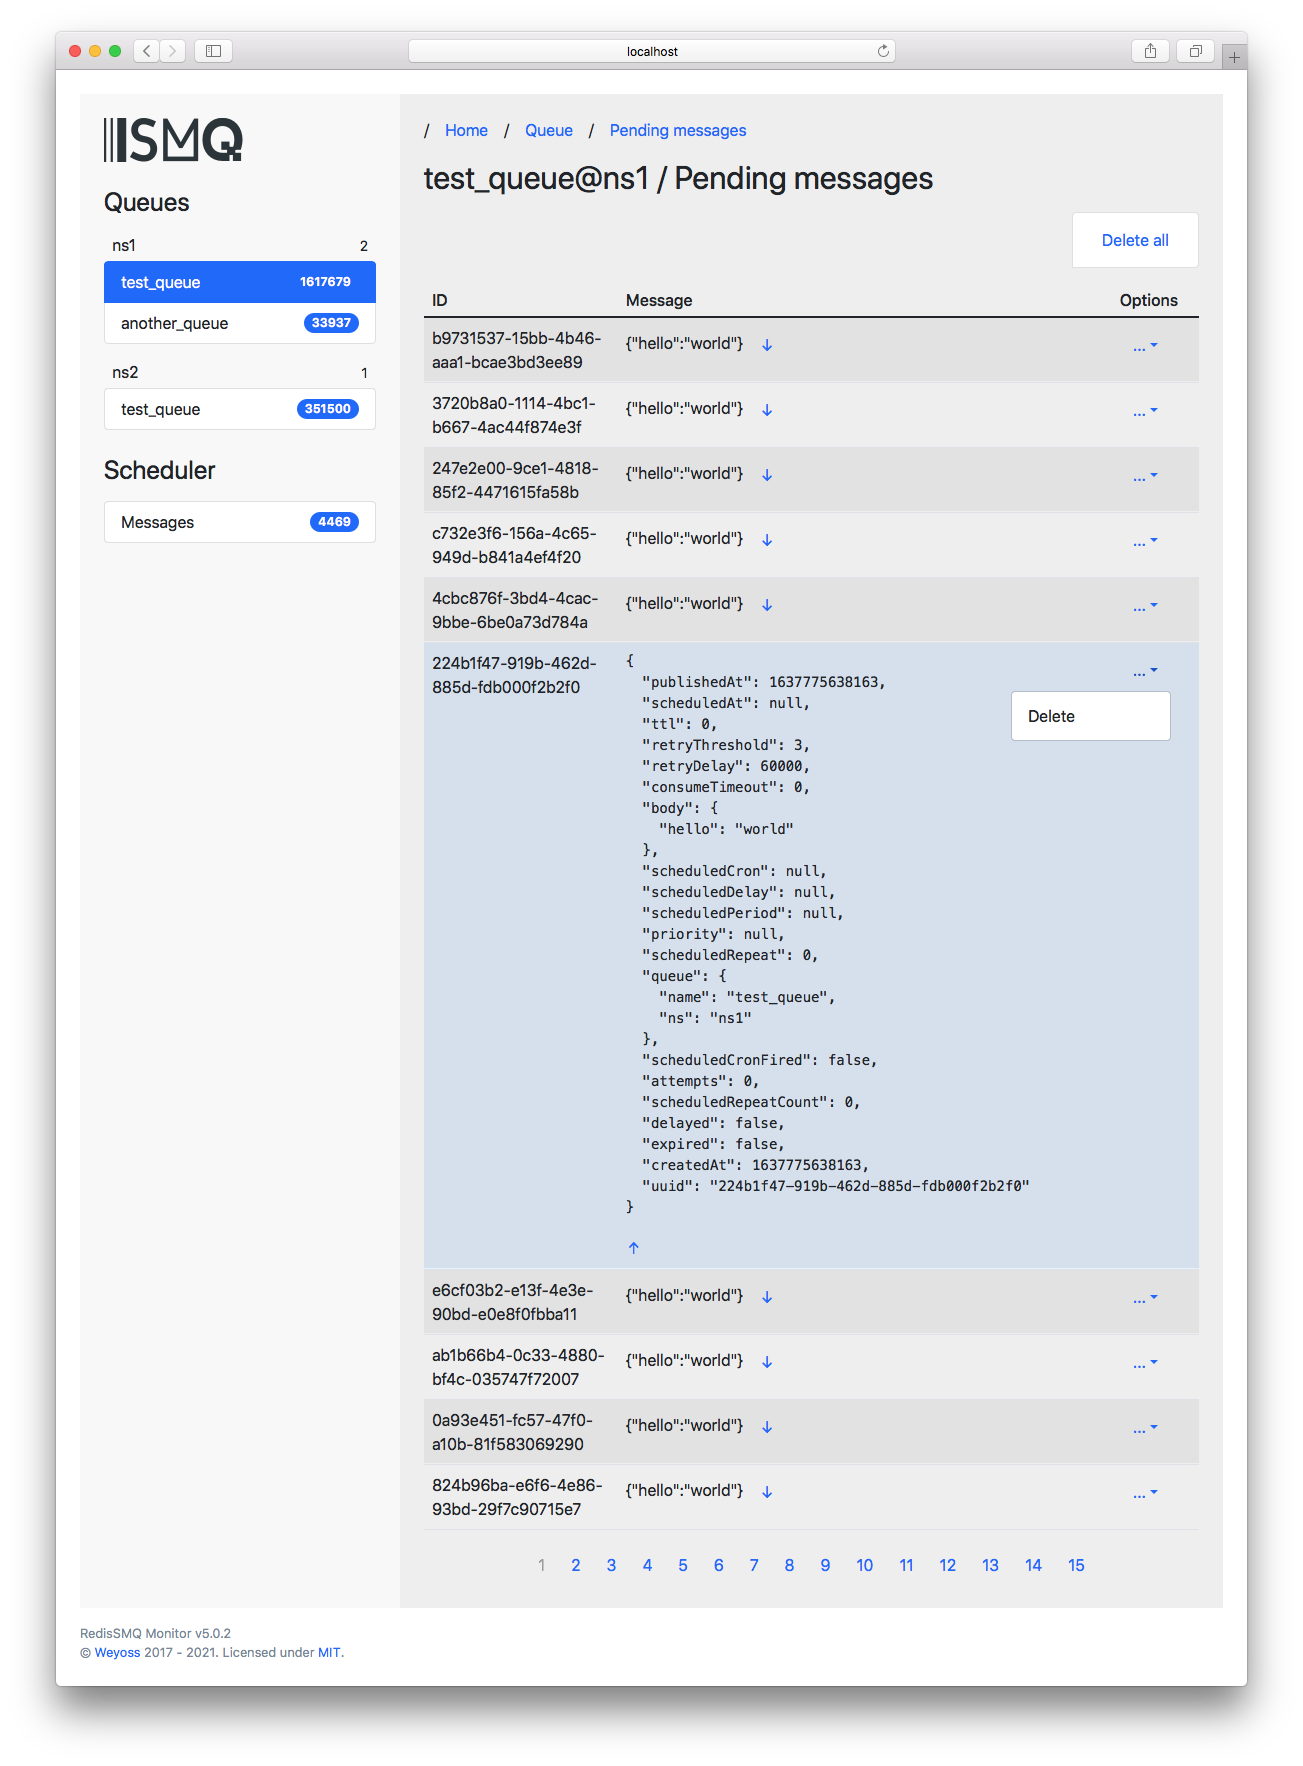 localhost
ISMQ
Queues
ns1 2
test_queue 1617679
another_queue 33937
ns2 1
test_queue 351500
Scheduler
Messages 4469
/ Home / Queue / Pending messages
test_queue@ns1 / Pending messages
Delete all
ID Message Options
b9731537-15bb-4b46-
aaa1-bcae3bd3ee89
{"hello":"world"} ↓ ...
3720b8a0-1114-4bc1-
b667-4ac44f874e3f
{"hello":"world"} ↓ ...
247e2e00-9ce1-4818-
85f2-4471615fa58b
{"hello":"world"} ↓ ...
c732e3f6-156a-4c65-
949d-b841a4ef4f20
{"hello":"world"} ↓ ...
4cbc876f-3bd4-4cac-
9bbe-6be0a73d784a
{"hello":"world"} ↓ ...
224b1f47-919b-462d-
885d-fdb000f2b2f0
{
"publishedAt": 1637775638163,
"scheduledAt": null,
"ttl": 0,
"retryThreshold": 3,
"retryDelay": 60000,
"consumeTimeout": 0,
"body": {
"hello": "world"
},
"scheduledCron": null,
"scheduledDelay": null,
"scheduledPeriod": null,
"priority": null,
"scheduledRepeat": 0,
"queue": {
"name": "test_queue",
"ns": "ns1"
},
"scheduledCronFired": false,
"attempts": 0,
"scheduledRepeatCount": 0,
"delayed": false,
"expired": false,
"createdAt": 1637775638163,
"uuid": "224b1f47-919b-462d-885d-fdb000f2b2f0"
}
↑
...
Delete
e6cf03b2-e13f-4e3e-
90bd-e0e8f0fbba11
{"hello":"world"} ↓ ...
ab1b66b4-0c33-4880-
bf4c-035747f72007
{"hello":"world"} ↓ ...
0a93e451-fc57-47f0-
a10b-81f583069290
{"hello":"world"} ↓ ...
824b96ba-e6f6-4e86-
93bd-29f7c90715e7
{"hello":"world"} ↓ ...
1 2 3 4 5 6 7 8 9 10 11 12 13 14 15
RedisSMQ Monitor v5.0.2
© Weyoss 2017 - 2021. Licensed under MIT.